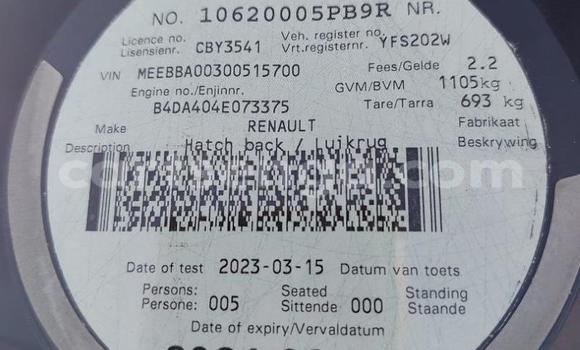 NO. 10620005PB9R NR.
Licence no. Veh. register no.
Lisensienr. CBY3541 Vrt.registernr. YFS202W
VIN MEEBBA00300515700 Fees/Gelde 2.2
Engine no./Enjinnr. GVM/BVM 1105kg
B4DA404E073375 Tare/Tarra 693 kg
Make RENAULT Fabrikaat
Description Hatch back / Luikrug Beskrywing
Date of test 2023-03-15 Datum van toets
Persons: Seated Standing
Persone: 005 Sittende 000 Staande
Date of expiry/Vervaldatum